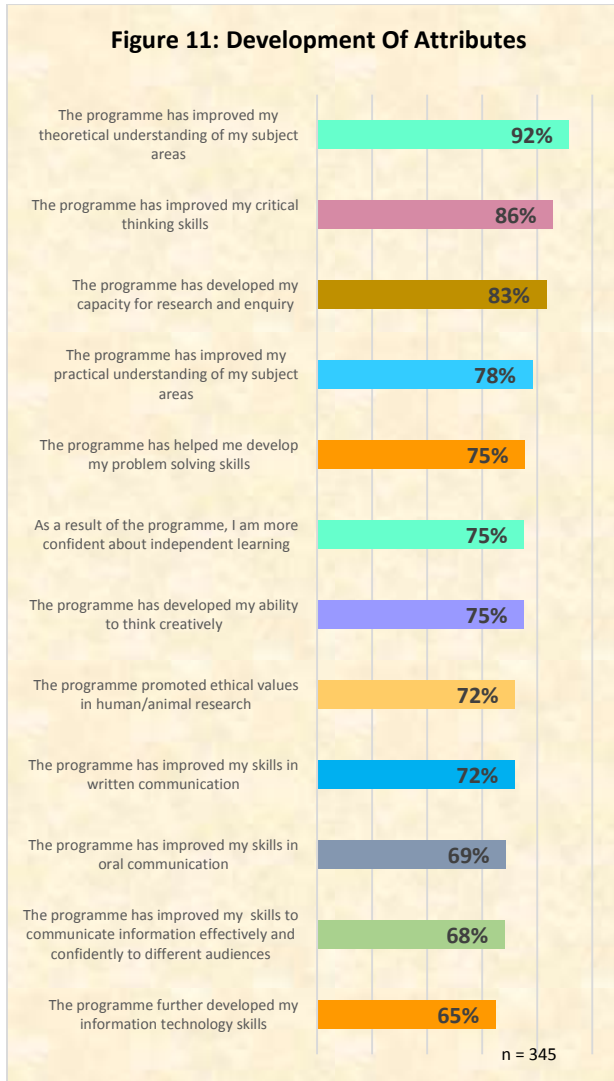 Figure 11: Development Of Attributes
The programme has improved my
theoretical understanding of my subject
areas
92%
The programme has improved my critical
thinking skills
86%
The programme has developed my
capacity for research and enquiry
83%
The programme has improved my
practical understanding of my subject
areas
78%
The programme has helped me develop
my problem solving skills
75%
As a result of the programme, I am more
confident about independent learning
75%
The programme has developed my ability
to think creatively
75%
The programme promoted ethical values
in human/animal research
72%
The programme has improved my skills in
written communication
72%
The programme has improved my skills in
oral communication
69%
The programme has improved my  skills to
communicate information effectively and
confidently to different audiences
68%
The programme further developed my
information technology skills
65%
n = 345